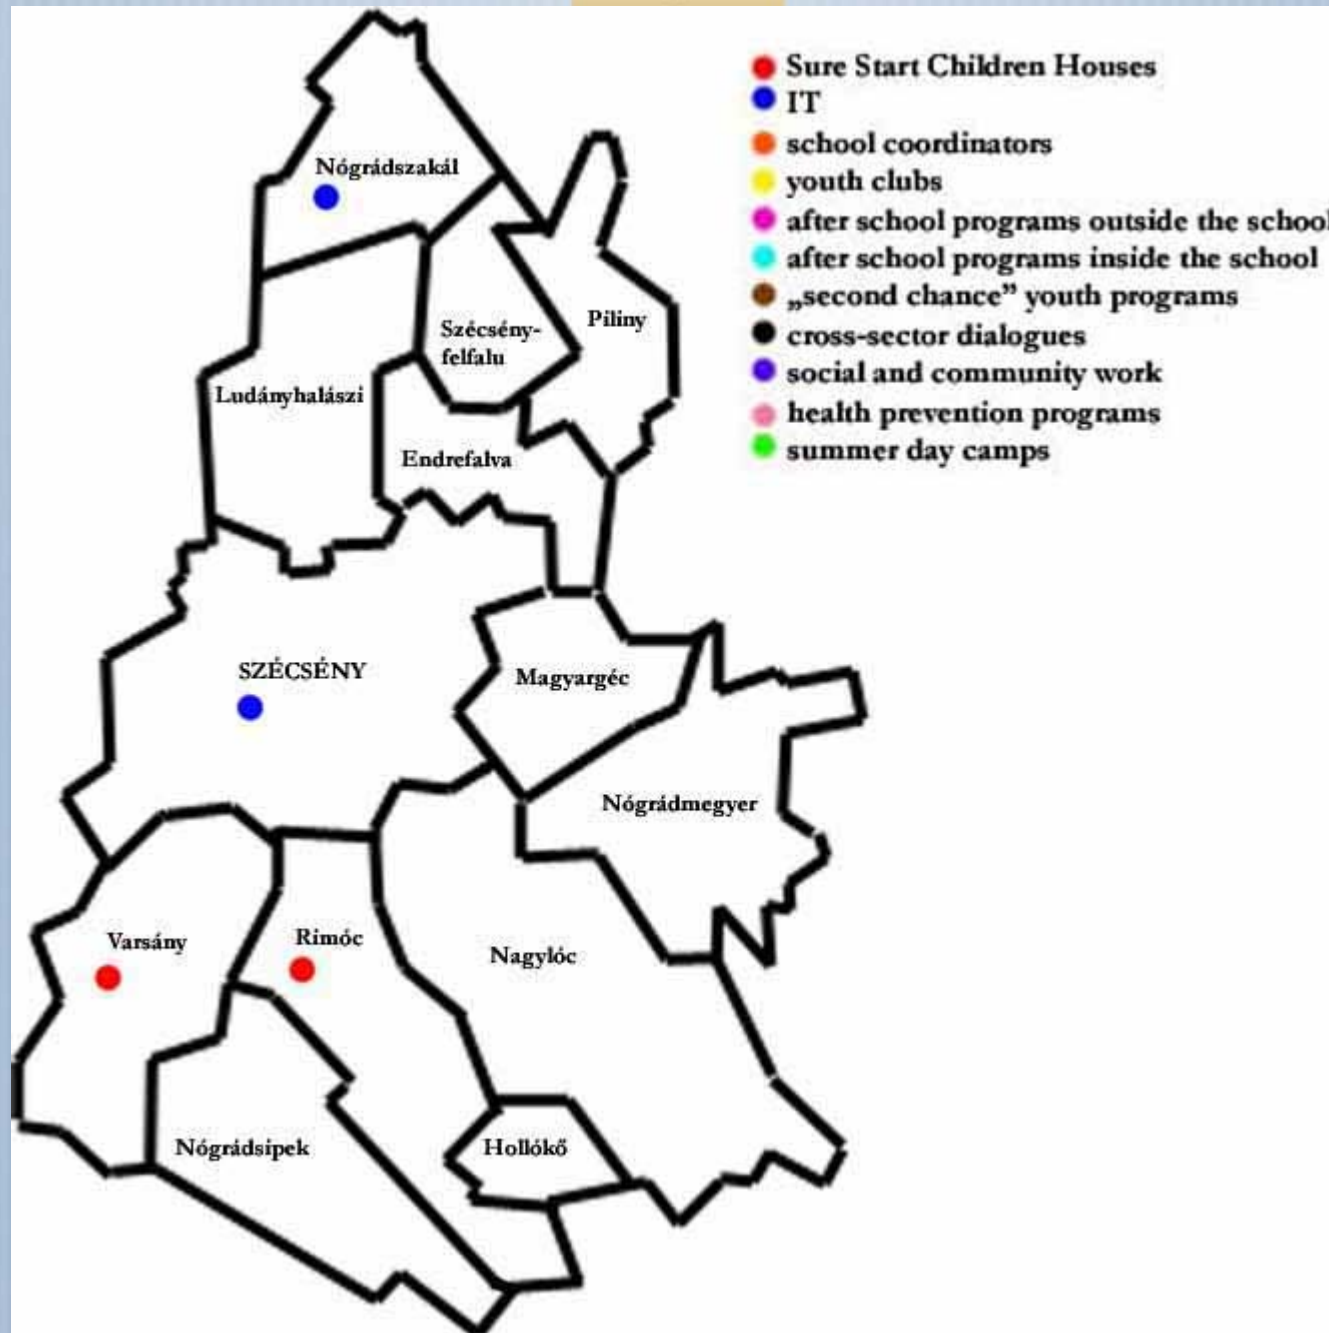 Sure Start Children Houses
IT
school coordinators
youth clubs
after school programs outside the school
after school programs inside the school
„second chance” youth programs
cross-sector dialogues
social and community work
health prevention programs
summer day camps
Nógrádszakál
Piliny
Szécsény-
felfalu
Ludányhalászi
Endrefalva
SZÉCSÉNY
Magyargéc
Nógrádmegyer
Varsány
Rimóc
Nagylóc
Nógrádsipek
Hollókő